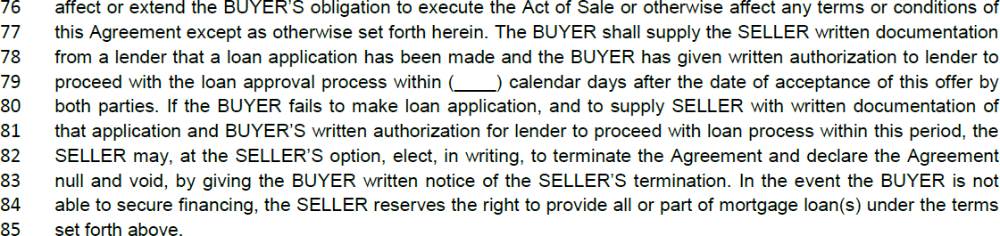 76 affect or extend the BUYER'S obligation to execute the Act of Sale or otherwise affect any terms or conditions of
77 this Agreement except as otherwise set forth herein. The BUYER shall supply the SELLER written documentation
78 from a lender that a loan application has been made and the BUYER has given written authorization to lender to
79 proceed with the loan approval process within (____) calendar days after the date of acceptance of this offer by
80 both parties. If the BUYER fails to make loan application, and to supply SELLER with written documentation of
81 that application and BUYER'S written authorization for lender to proceed with loan process within this period, the
82 SELLER may, at the SELLER'S option, elect, in writing, to terminate the Agreement and declare the Agreement
83 null and void, by giving the BUYER written notice of the SELLER'S termination. In the event the BUYER is not
84 able to secure financing, the SELLER reserves the right to provide all or part of mortgage loan(s) under the terms
85 set forth above.